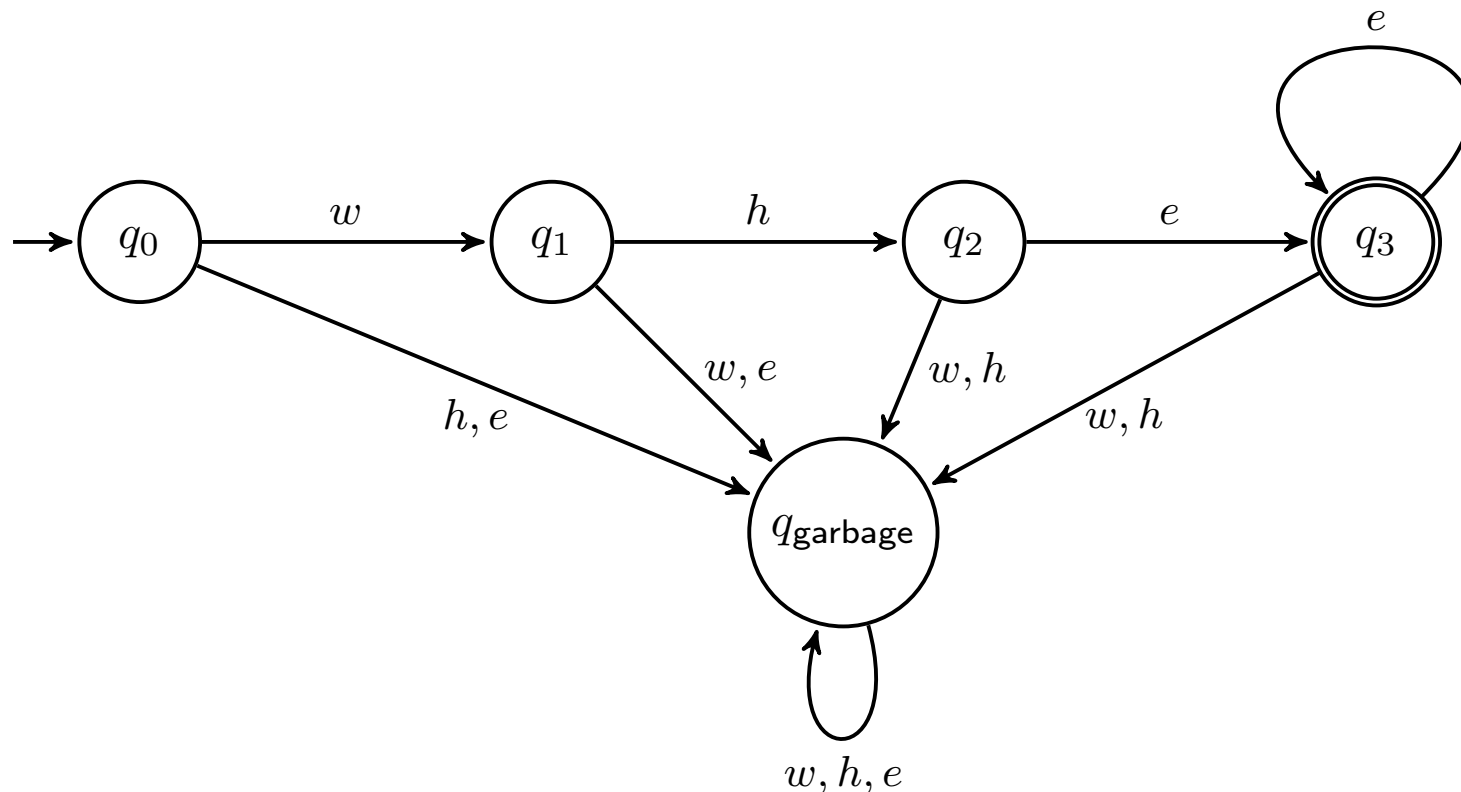 e
q0 w q1 h q2 e q3
w, e w, h
h, e w, h
qgarbage
w, h, e